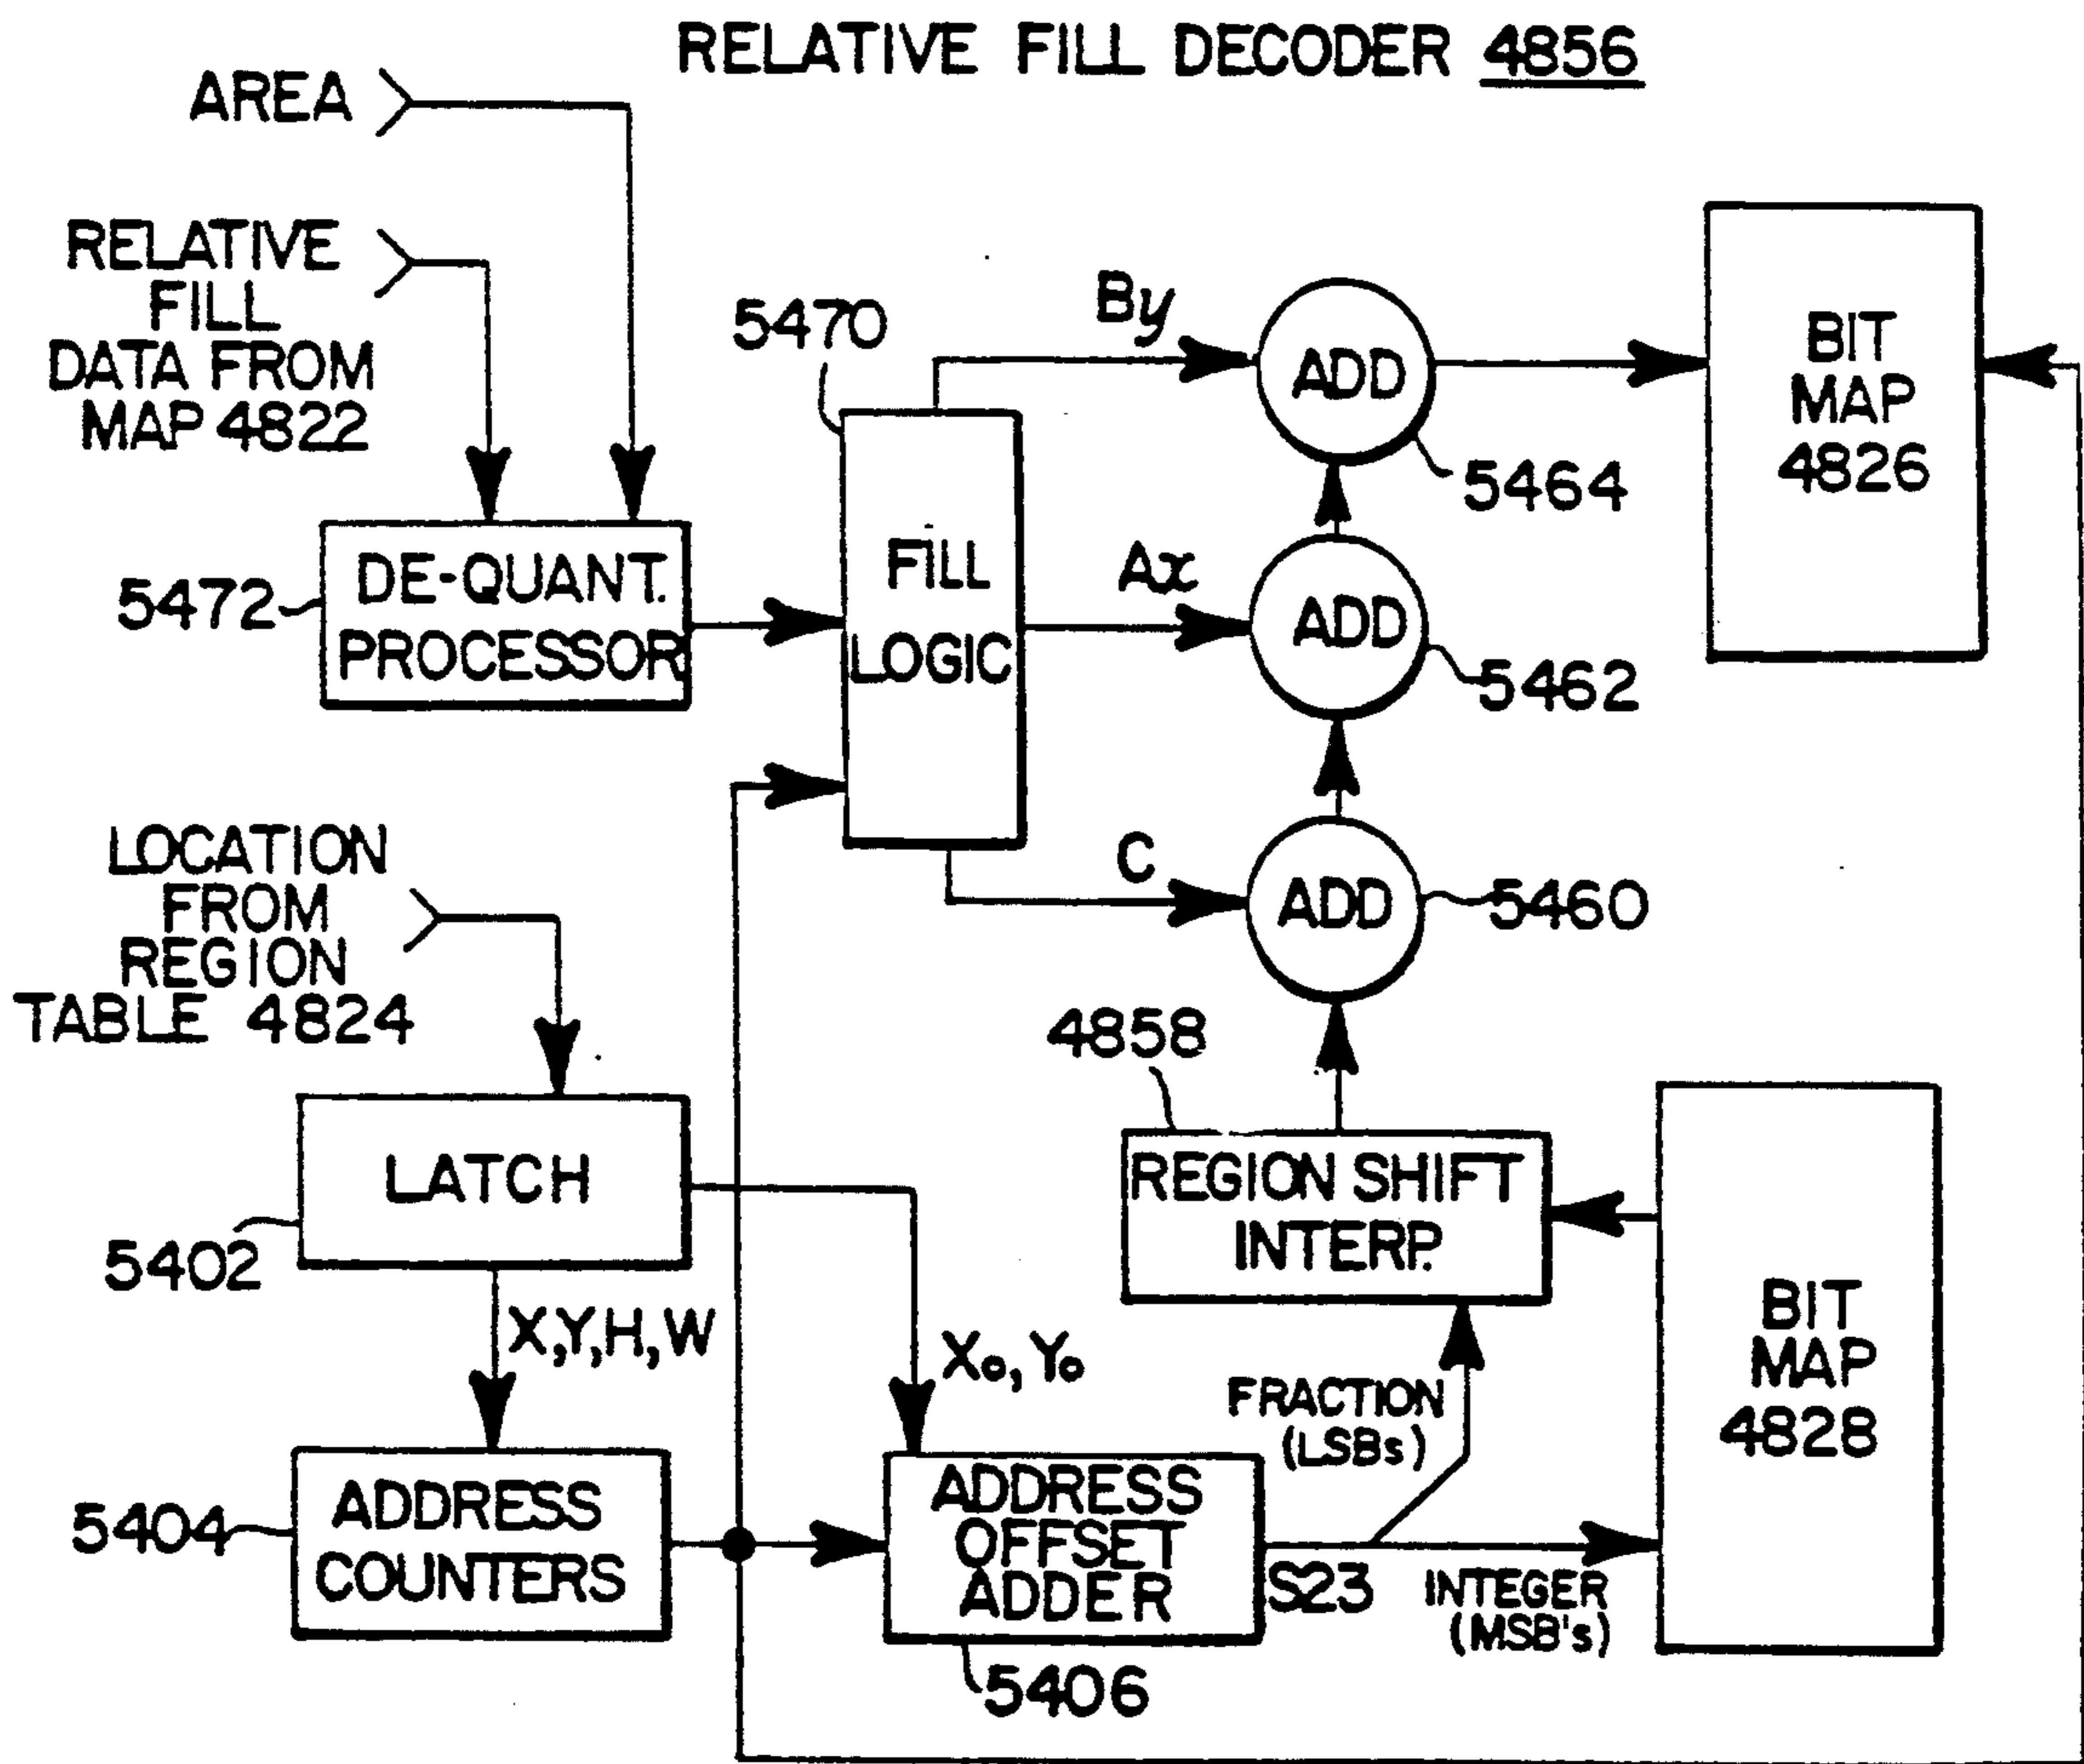 RELATIVE FILL DECODER 4856
AREA
RELATIVE
FILL
DATA FROM
MAP 4822
5470
By
ADD
5464
BIT
MAP
4826
5472
DE-QUANT.
PROCESSOR
FILL
LOGIC
Ax
ADD
5462
LOCATION
FROM
REGION
TABLE 4824
C
ADD
5460
4858
LATCH
5402
REGION SHIFT
INTERP.
X,Y,H,W
Xo, Yo
FRACTION
(LSBs)
BIT
MAP
4828
5404
ADDRESS
COUNTERS
ADDRESS
OFFSET
ADDER
S23
INTEGER
(MSB's)
5406